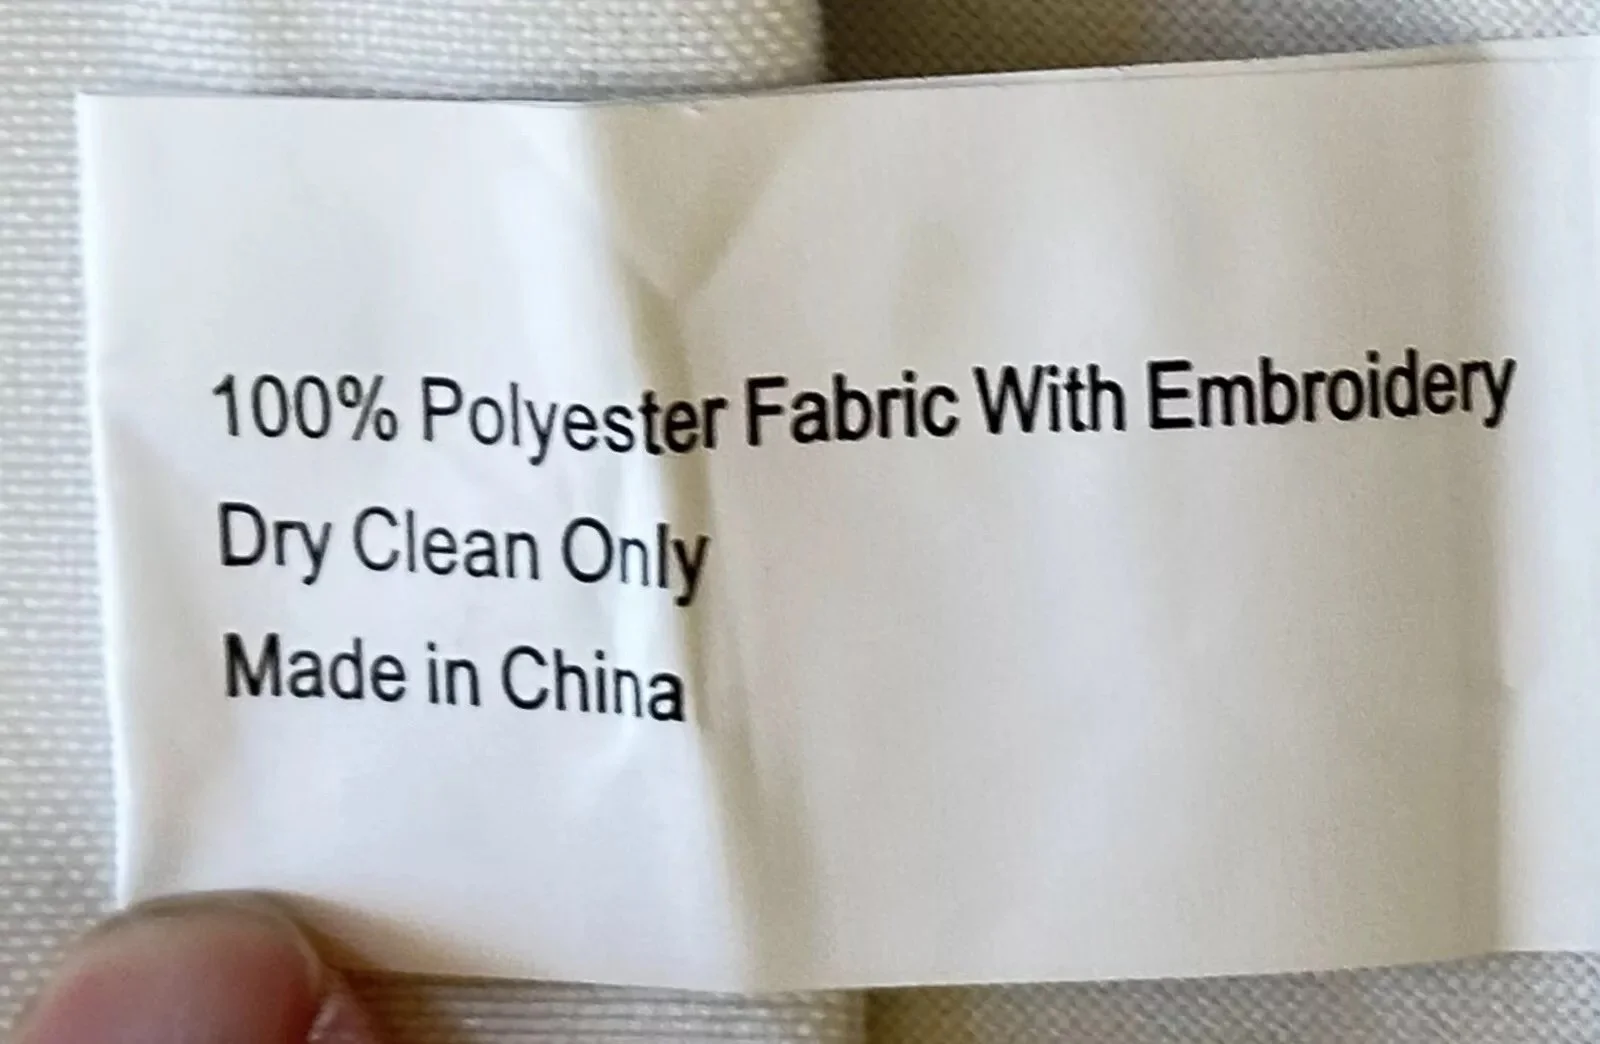 100% Polyester Fabric With Embroidery
Dry Clean Only
Made in China